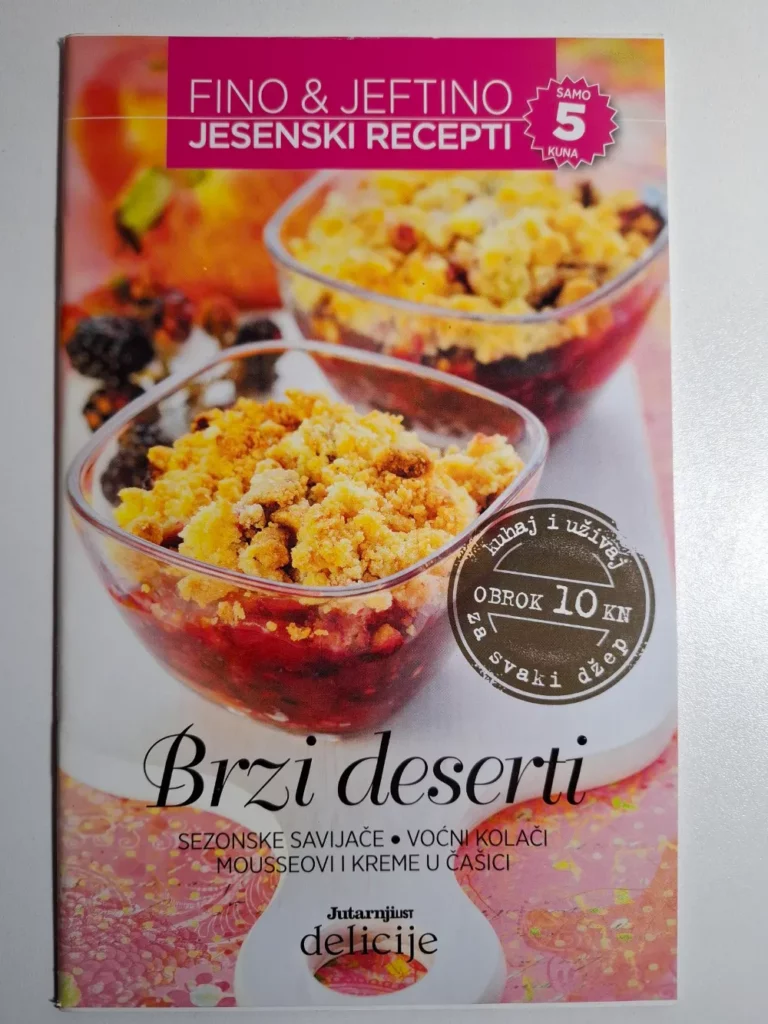 FINO & JEFTINO
JESENSKI RECEPTI
SAMO
5
KUNA
kuhaj i uživaj
OBROK 10 KN
za svaki džep
Brzi deserti
SEZONSKE SAVIJAČE • VOĆNI KOLAČI
MOUSSEOVI I KREME U ČAŠICI
Jutarnji LIST
delicije